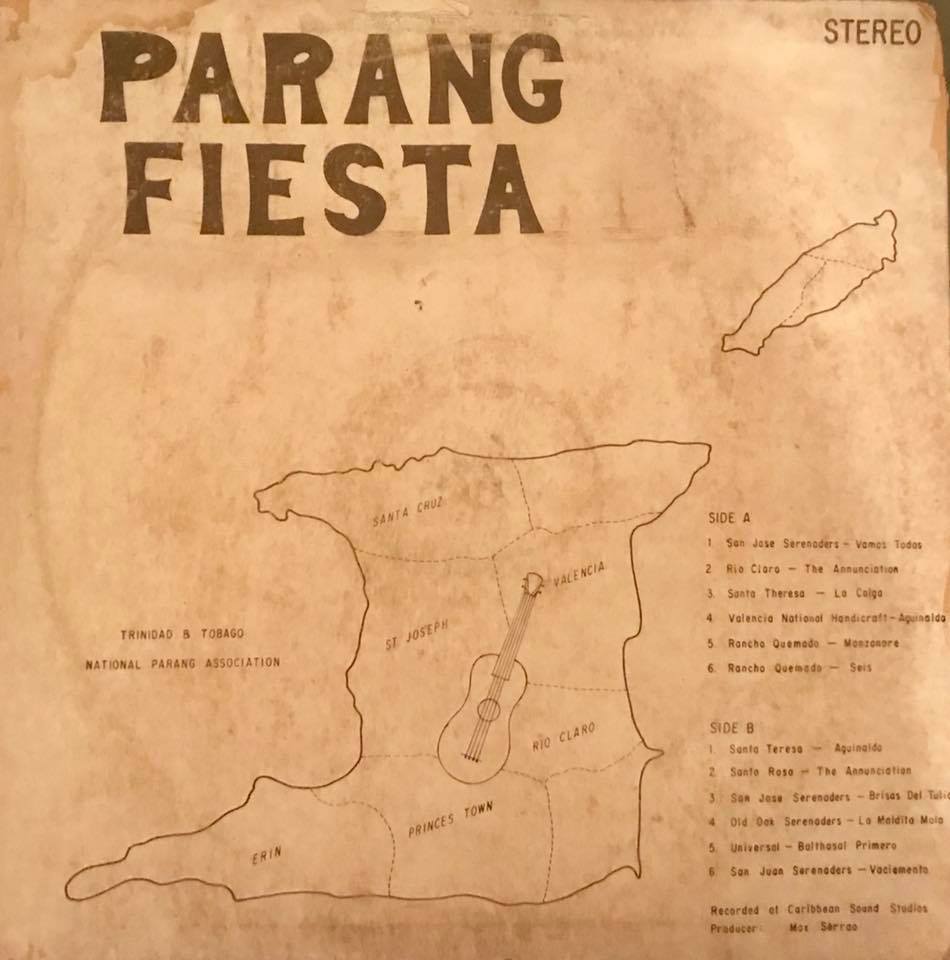 STEREO
PARANG
FIESTA
SANTA CRUZ
VALENCIA
ST JOSEPH
RIO CLARO
PRINCES TOWN
ERIN
TRINIDAD & TOBAGO
NATIONAL PARANG ASSOCIATION
SIDE A
1. San Jose Serenaders - Vamos Todos
2. Rio Claro — The Annunciation
3. Santa Theresa — La Colga
4. Valencia National Handicraft - Aguinaldo
5. Rancho Quemado — Manzanare
6. Rancho Quemado — Seis
SIDE B
1. Santa Teresa — Aguinaldo
2. Santa Rosa — The Annunciation
3. San Jose Serenaders - Brisas Del
4. Old Oak Serenaders - La Maldita Mala
5. Universal — Balthasal Primero
6. San Juan Serenaders - Vaciemento
Recorded at Caribbean Sound Studios
Producer: Max Serrao